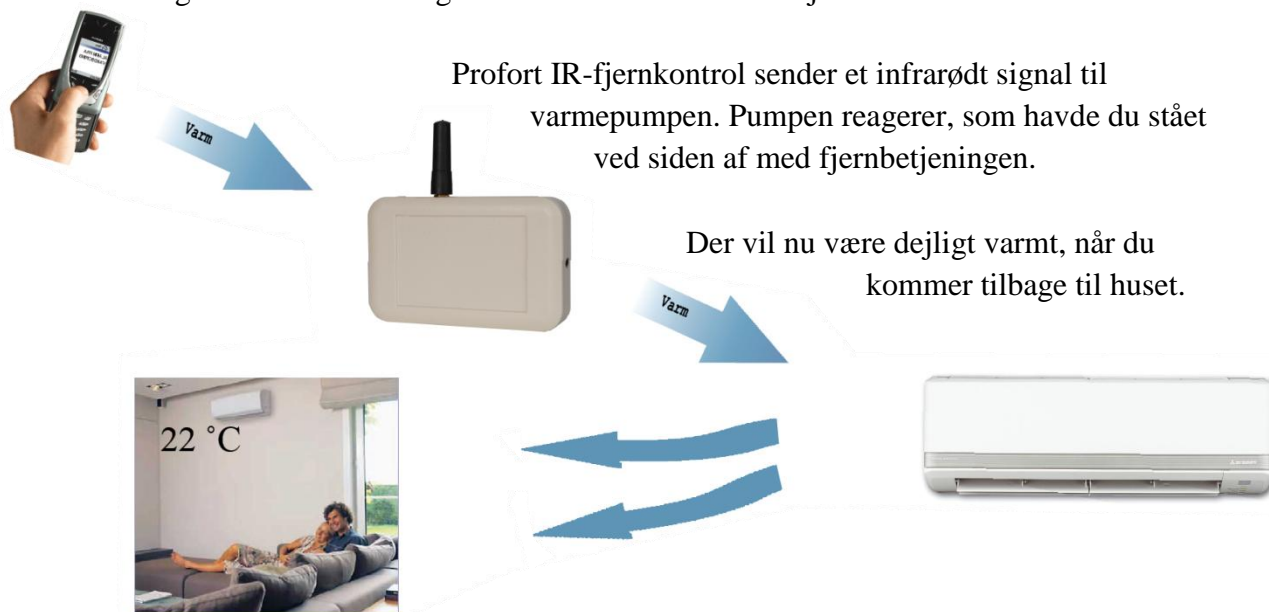 Profort IR-fjernkontrol sender et infrarødt signal til
varmepumpen. Pumpen reagerer, som havde du stået
ved siden af med fjernbetjeningen.
Varm
Der vil nu være dejligt varmt, når du
kommer tilbage til huset.
Varm
22 ˚C